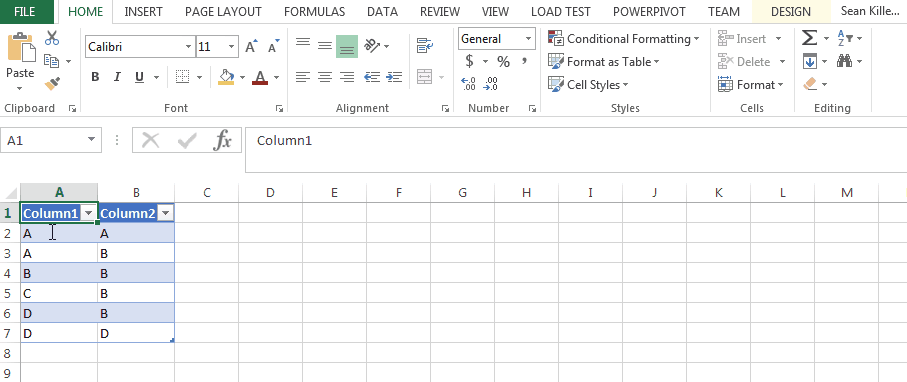 FILE HOME INSERT PAGE LAYOUT FORMULAS DATA REVIEW VIEW LOAD TEST POWERPIVOT TEAM DESIGN Sean Kille...
Calibri 11 General Conditional Formatting Insert
Paste B I U $ % , Format as Table Delete
Cell Styles Format
Clipboard Font Alignment Number Styles Cells Editing
A1 fx Column1
A B C D E F G H I J K L M
1 Column1 Column2
2 A A
3 A B
4 B B
5 C B
6 D B
7 D D
8
9